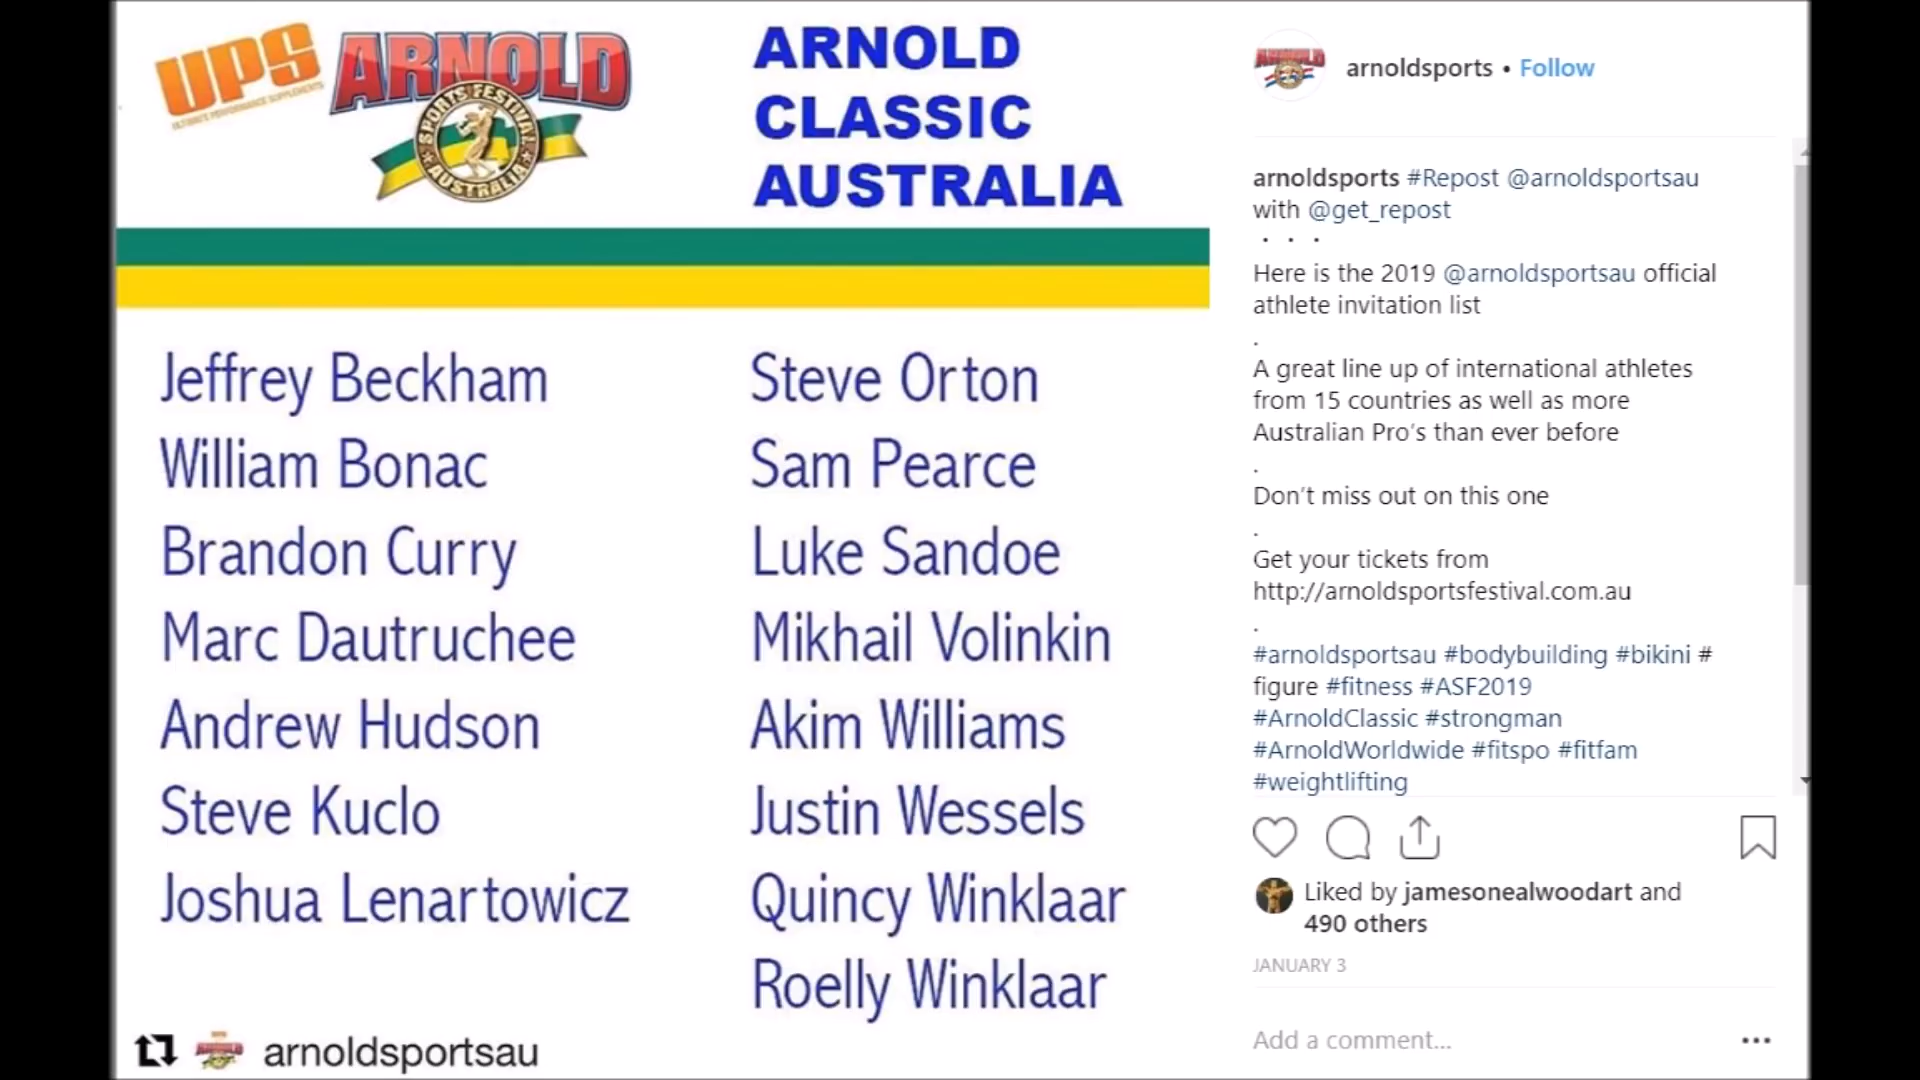 UPS
ULTIMATE PERFORMANCE SUPPLEMENTS
ARNOLD
SPORTS FESTIVAL
AUSTRALIA
ARNOLD
CLASSIC
AUSTRALIA
Jeffrey Beckham
William Bonac
Brandon Curry
Marc Dautruchee
Andrew Hudson
Steve Kuclo
Joshua Lenartowicz
Steve Orton
Sam Pearce
Luke Sandoe
Mikhail Volinkin
Akim Williams
Justin Wessels
Quincy Winklaar
Roelly Winklaar
arnoldsportsau
ARNOLD
arnoldsports • Follow
arnoldsports #Repost @arnoldsportsau
with @get_repost
· · ·
Here is the 2019 @arnoldsportsau official
athlete invitation list
.
A great line up of international athletes
from 15 countries as well as more
Australian Pro's than ever before
.
Don't miss out on this one
.
Get your tickets from
http://arnoldsportsfestival.com.au
.
#arnoldsportsau #bodybuilding #bikini #
figure #fitness #ASF2019
#ArnoldClassic #strongman
#ArnoldWorldwide #fitspo #fitfam
#weightlifting
Liked by jamesonealwoodart and
490 others
JANUARY 3
Add a comment...